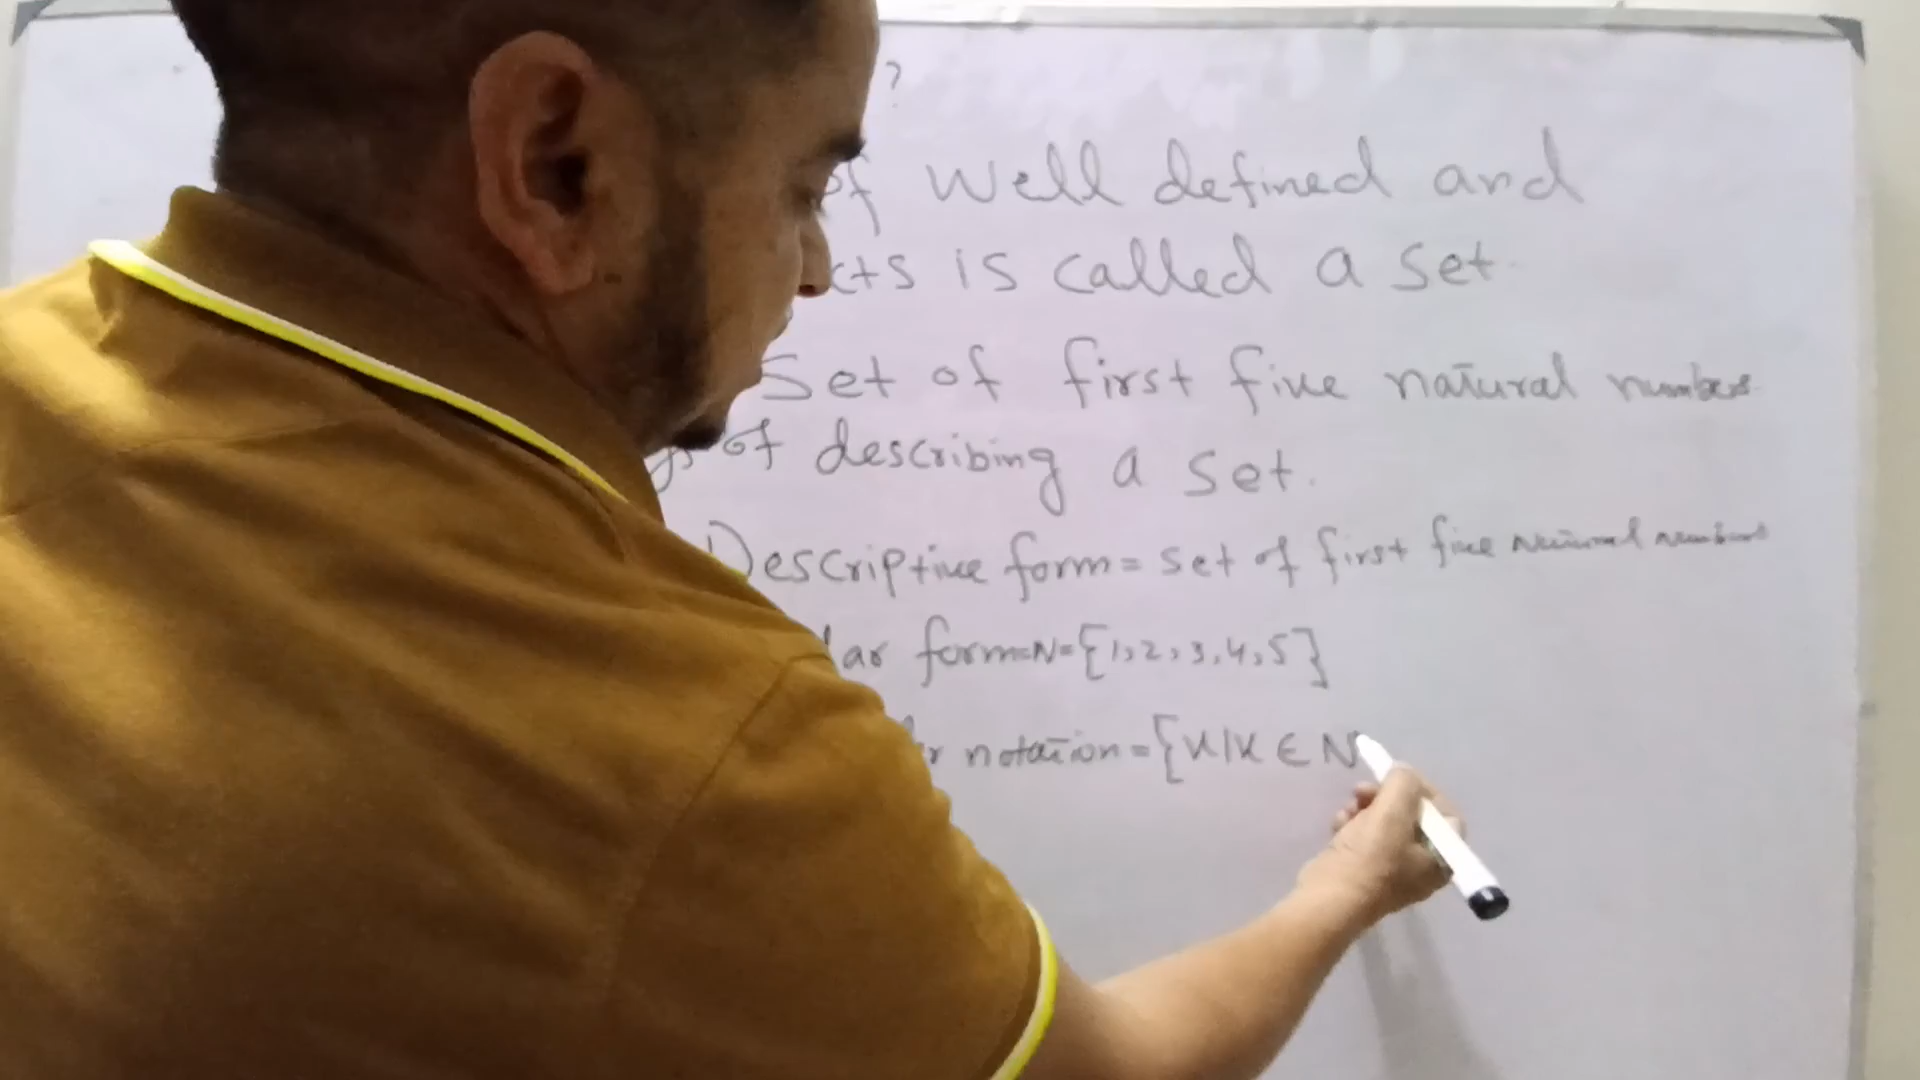 ?
of well defined and
cts is called a set
Set of first five natural numbers
of describing a set.
Descriptive form = set of first five natural numbers
lar form=N={1,2,3,4,5}
r notation={x/x ∈ N